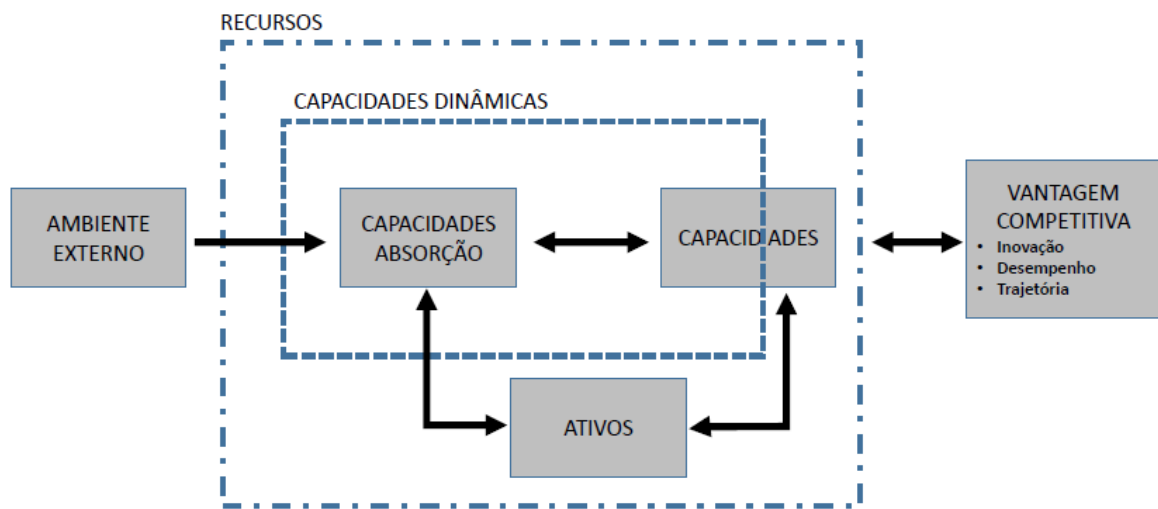 RECURSOS
CAPACIDADES DINÂMICAS
AMBIENTE
EXTERNO
CAPACIDADES
ABSORÇÃO
CAPACIDADES
VANTAGEM
COMPETITIVA
• Inovação
• Desempenho
• Trajetória
ATIVOS